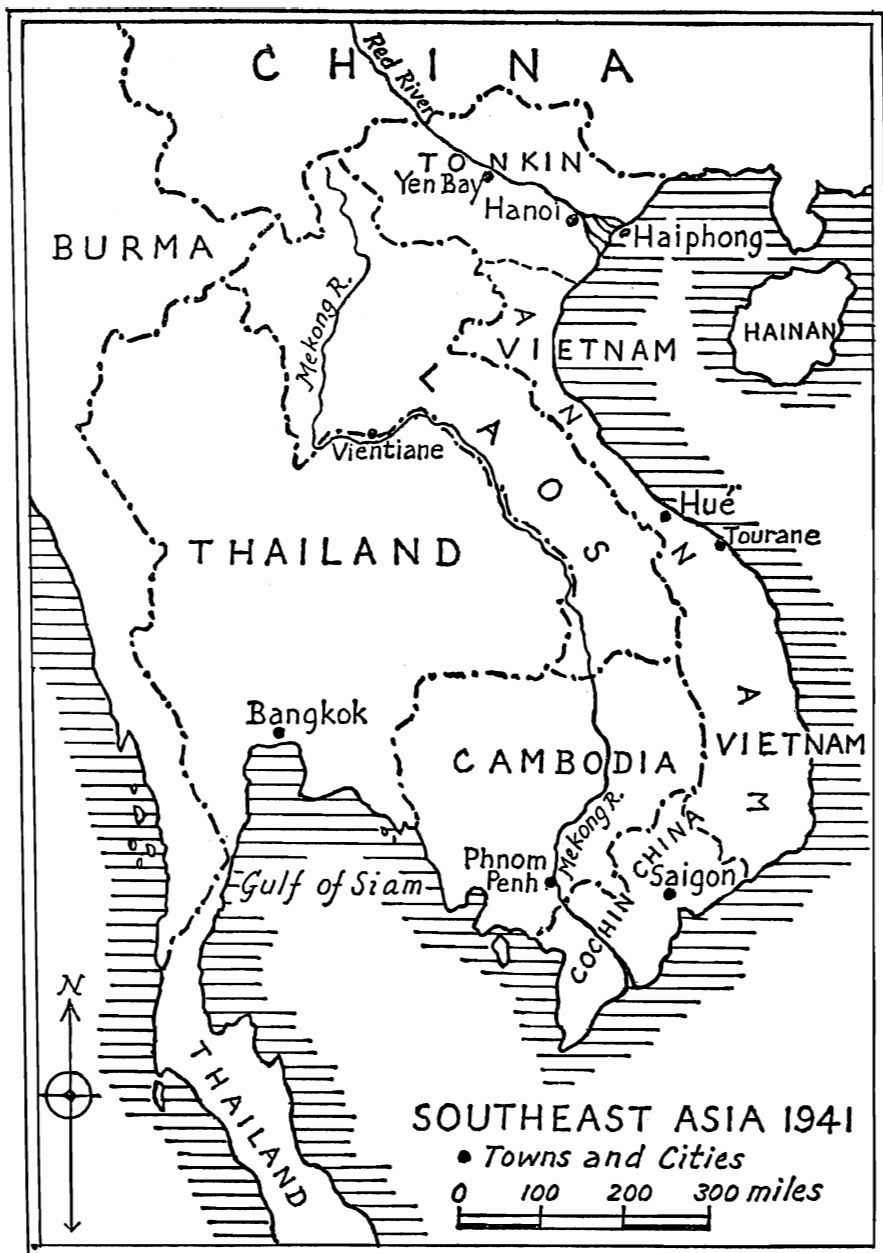 CHINA
Red River
TONKIN
Yen Bay
Hanoi
Haiphong
BURMA
Mekong R.
HAINAN
VIETNAM
ANNAM
LAOS
Vientiane
Hué
Tourane
THAILAND
Bangkok
CAMBODIA
VIETNAM
Mekong R.
Phnom
Penh
COCHIN CHINA
Saigon
Gulf of Siam
N
THAILAND
SOUTHEAST ASIA 1941
Towns and Cities
0 100 200 300 miles